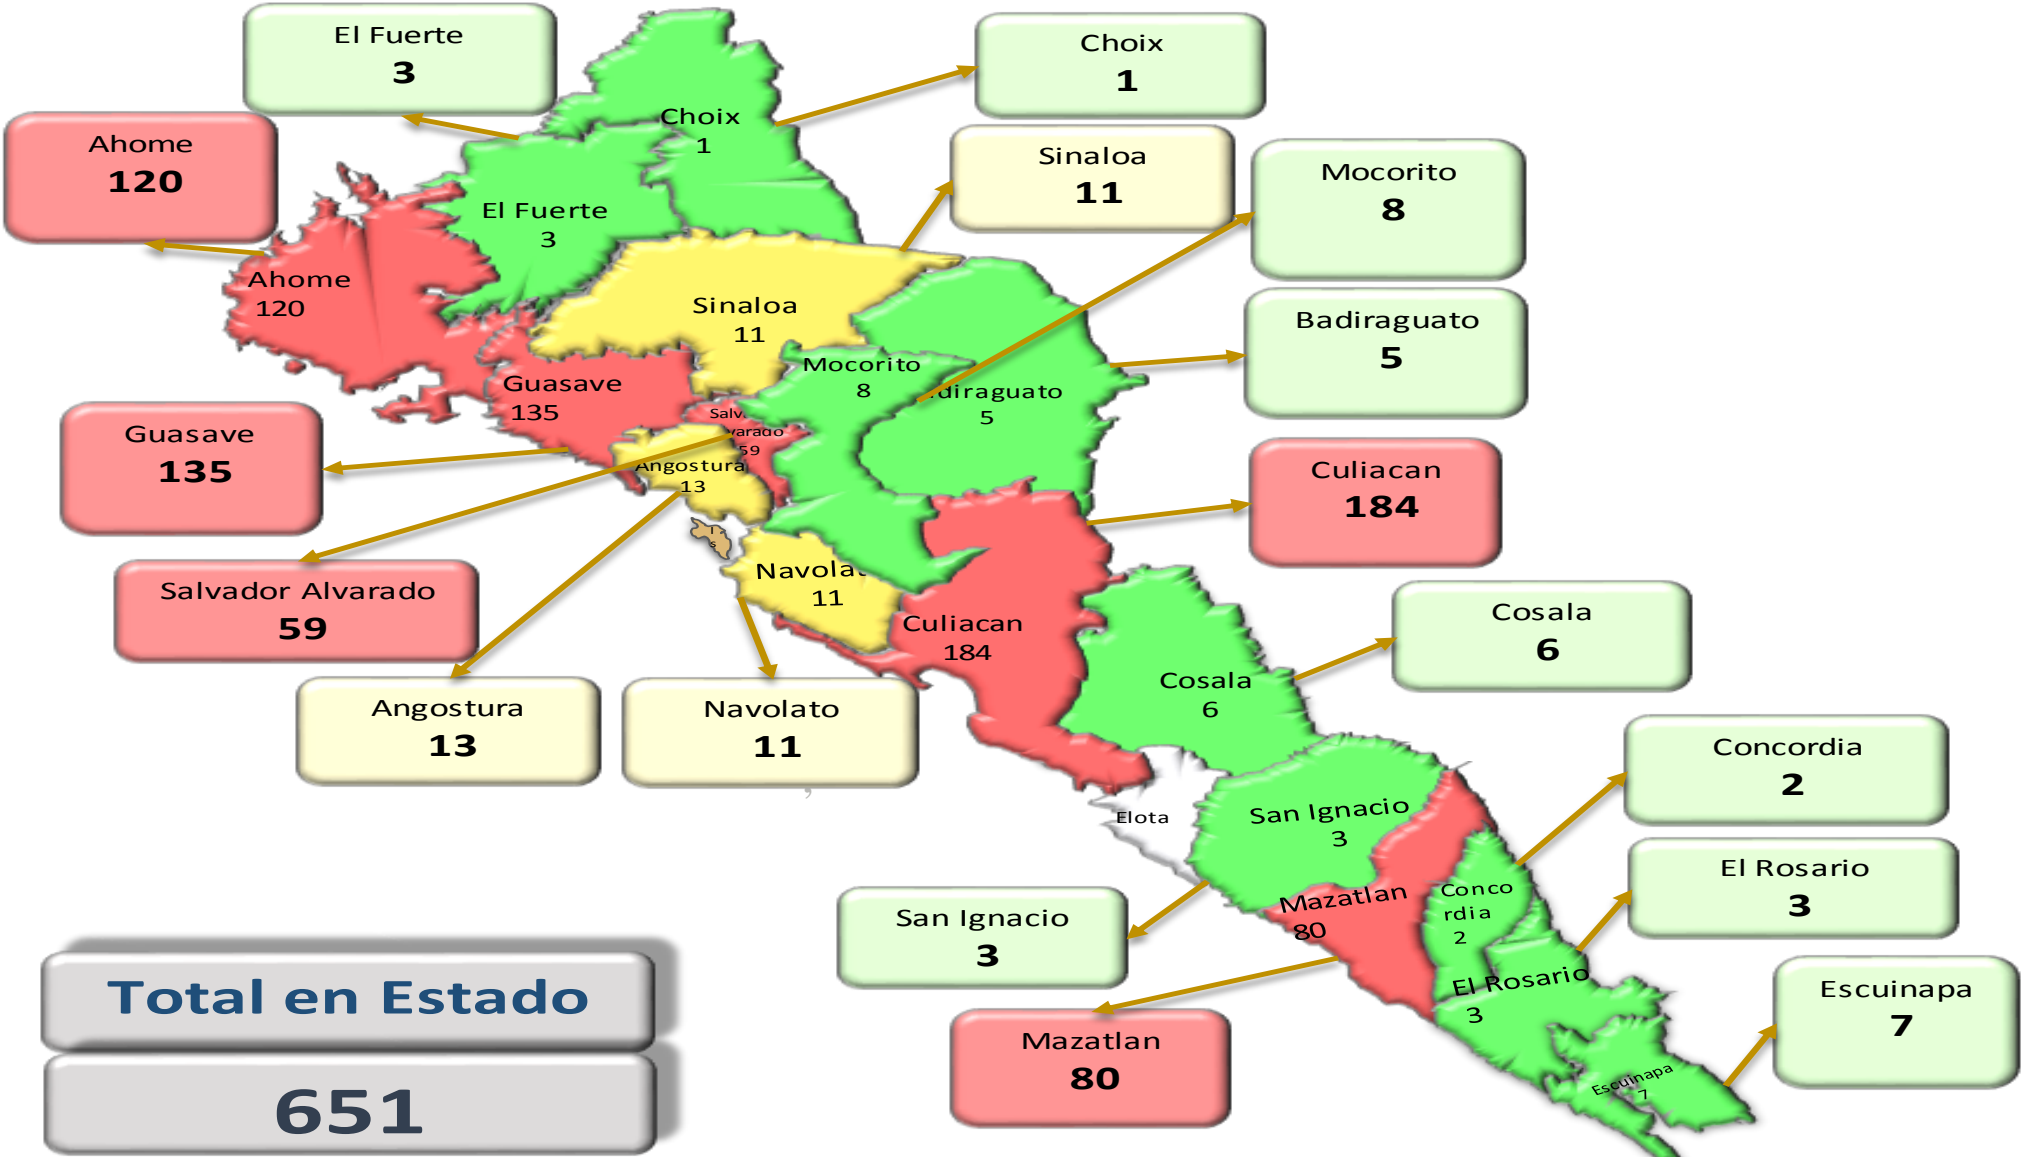 El Fuerte
3
Choix
1
Ahome
120
Sinaloa
11
Mocorito
8
Badiraguato
5
Guasave
135
Culiacan
184
Salvador Alvarado
59
Cosala
6
Angostura
13
Navolato
11
Concordia
2
El Rosario
3
San Ignacio
3
Escuinapa
7
Mazatlan
80
Choix
1
El Fuerte
3
Ahome
120
Sinaloa
11
Mocorito
8
diraguato
5
Guasave
135
Salv
varado
59
Angostura
13
Navolat
11
Culiacan
184
Cosala
6
Elota
San Ignacio
3
Mazatlan
80
Conco
rdia
2
El Rosario
3
Escuinapa
7
,
Total en Estado
651